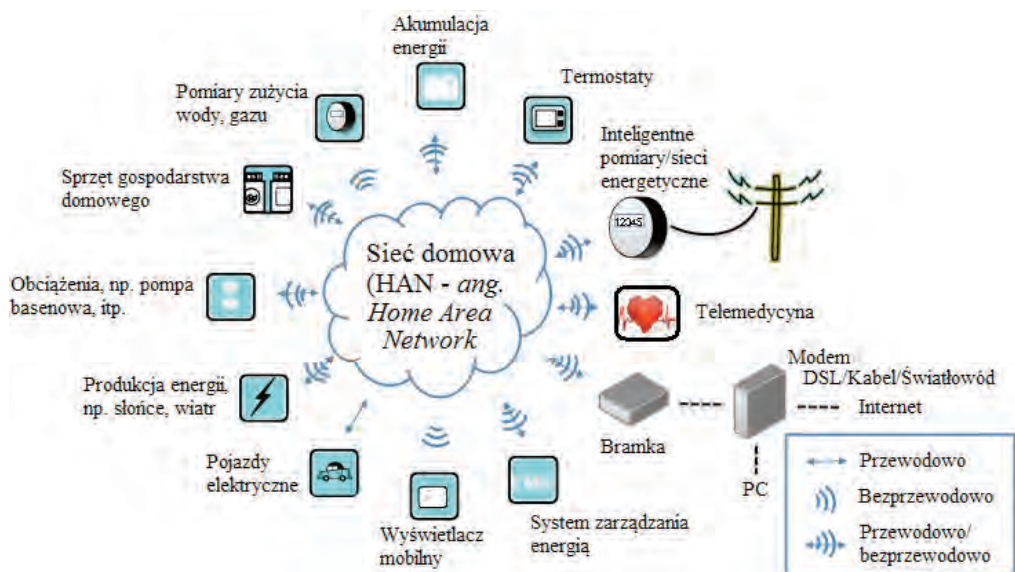 Akumulacja
energii
Termostaty
Pomiary zużycia
wody, gazu
Inteligentne
pomiary/sieci
energetyczne
12345
Sprzęt gospodarstwa
domowego
Sieć domowa
(HAN - ang.
Home Area
Network
Obciążenia, np. pompa
basenowa, itp.
Telemedycyna
Produkcja energii,
np. słońce, wiatr
Modem
DSL/Kabel/Światłowód
Internet
Bramka
PC
Pojazdy
elektryczne
Wyświetlacz
mobilny
System zarządzania
energią
Przewodowo
Bezprzewodowo
Przewodowo/
bezprzewodowo